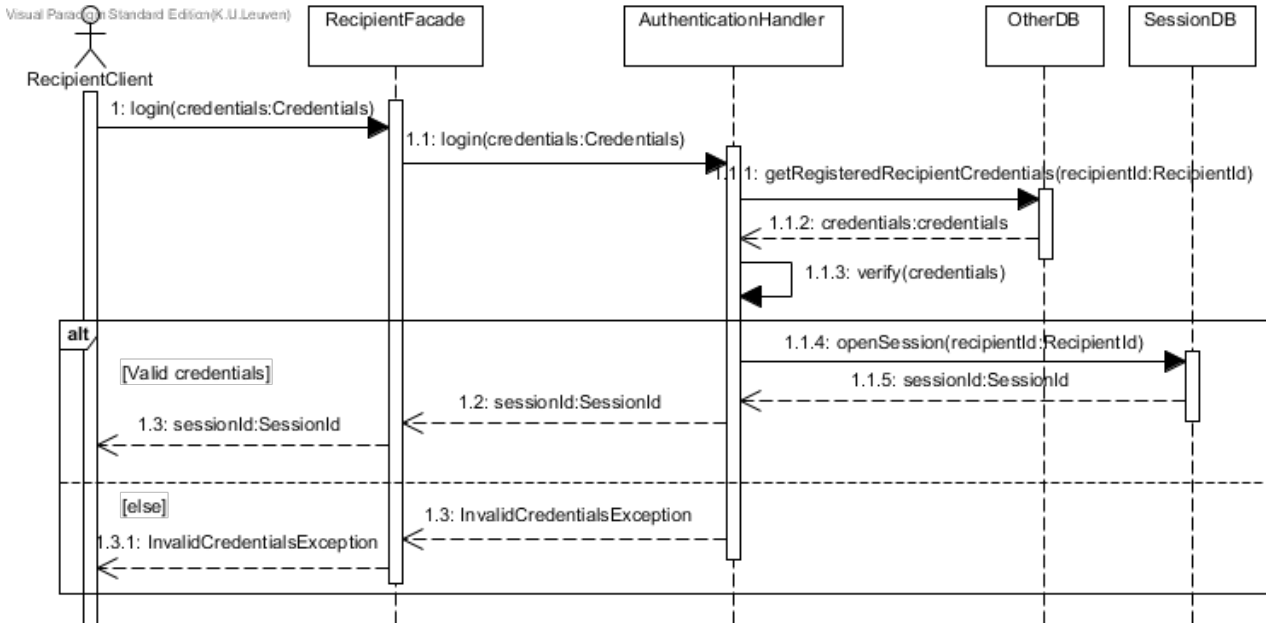 Visual Paradigm Standard Edition(K.U.Leuven)
RecipientFacade
AuthenticationHandler
OtherDB
SessionDB
RecipientClient
1: login(credentials:Credentials)
1.1: login(credentials:Credentials)
1.1.1: getRegisteredRecipientCredentials(recipientId:RecipientId)
1.1.2: credentials:credentials
1.1.3: verify(credentials)
alt
1.1.4: openSession(recipientId:RecipientId)
[Valid credentials]
1.1.5: sessionId:SessionId
1.2: sessionId:SessionId
1.3: sessionId:SessionId
[else]
1.3: InvalidCredentialsException
1.3.1: InvalidCredentialsException